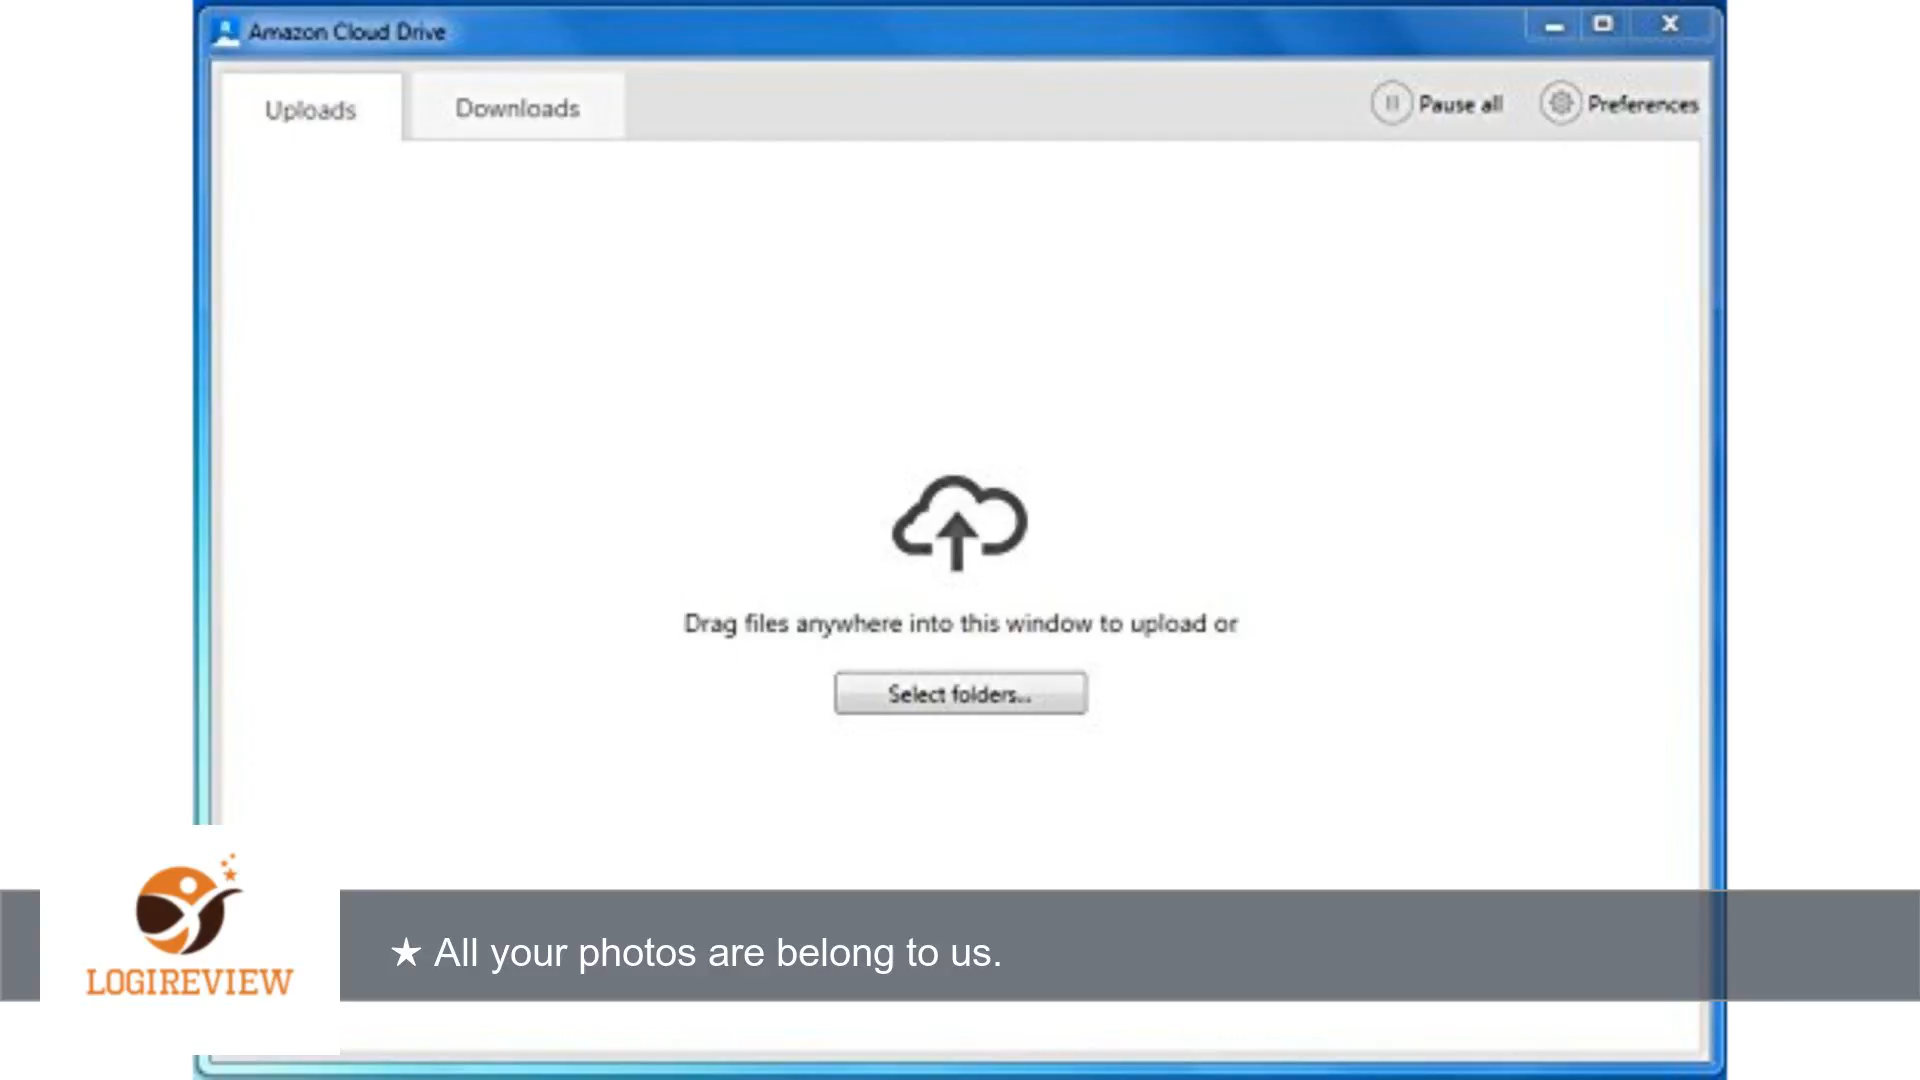 Amazon Cloud Drive
Uploads
Downloads
Pause all
Preferences
Drag files anywhere into this window to upload or
Select folders...
LOGIREVIEW
★ All your photos are belong to us.